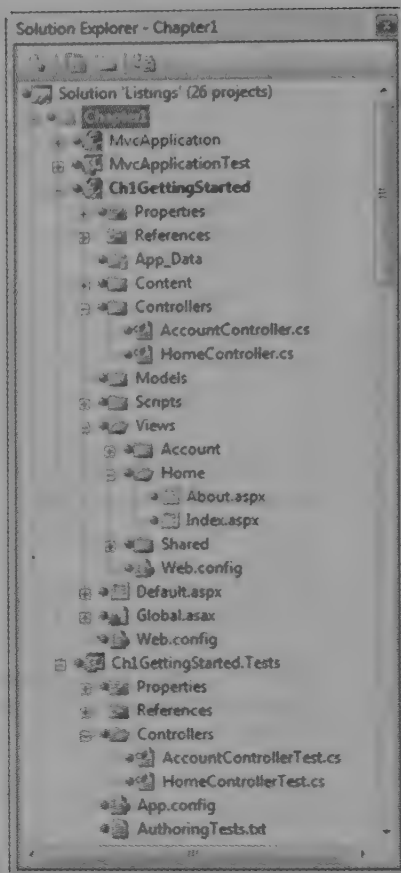 Solution Explorer - Chapter1
Solution 'Listings' (26 projects)
Chapter1
MvcApplication
MvcApplicationTest
Ch1GettingStarted
Properties
References
App_Data
Content
Controllers
AccountController.cs
HomeController.cs
Models
Scripts
Views
Account
Home
About.aspx
Index.aspx
Shared
Web.config
Default.aspx
Global.asax
Web.config
Ch1GettingStarted.Tests
Properties
References
Controllers
AccountControllerTest.cs
HomeControllerTest.cs
App.config
AuthoringTests.txt